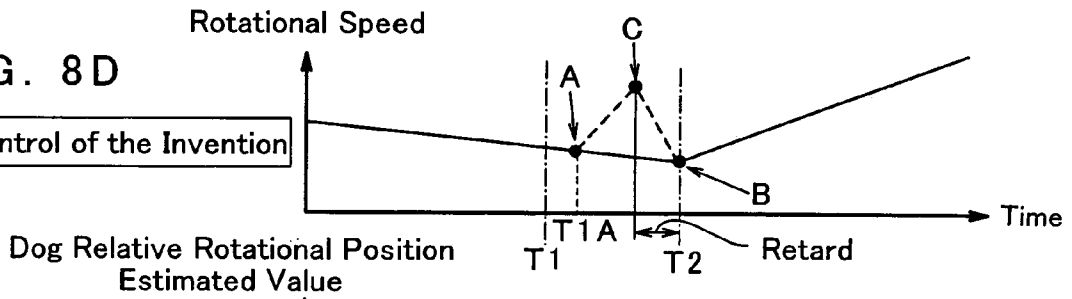 Rotational Speed
G. 8D
ntrol of the Invention
A
C
B
T1
T1A
T2
Retard
Time
Dog Relative Rotational Position
Estimated Value